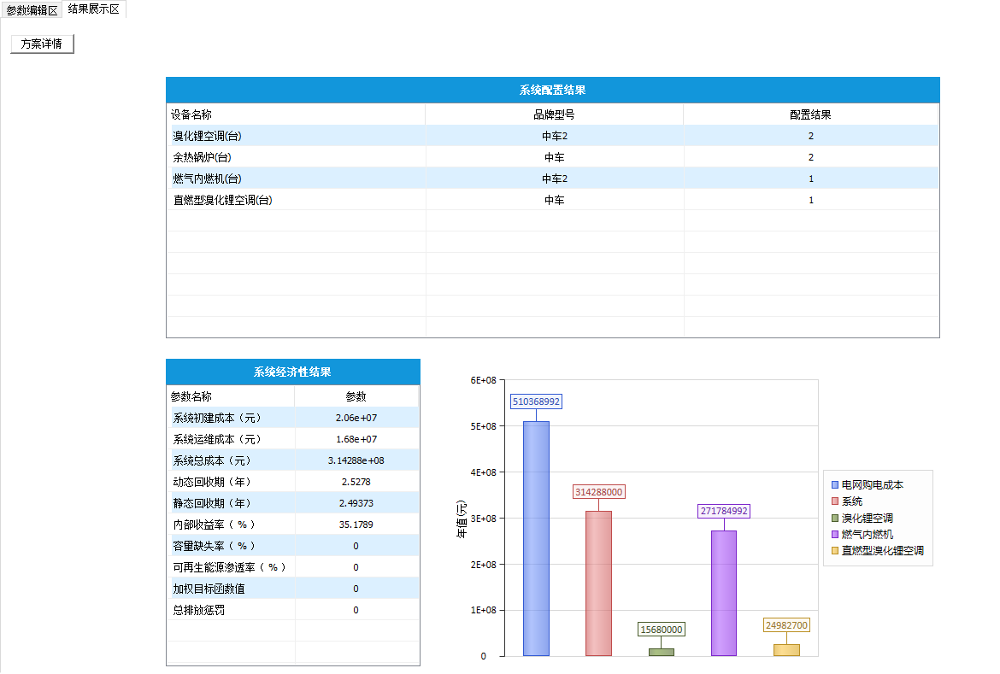 参数编辑 结果展示
方案详情
系统配置结果
设备名称 品牌型号 配置结果
溴化锂空调(台) 中车2 2
余热锅炉(台) 中车 2
燃气内燃机(台) 中车2 1
直燃型溴化锂空调(台) 中车 1
系统经济性结果
参数名称 参数
系统初建成本（元） 2.06e+07
系统运维成本（元） 1.68e+07
系统总成本（元） 3.14288e+08
动态回收期（年） 2.5278
静态回收期（年） 2.49373
内部收益率（ % ） 35.1789
容量缺失率（ % ） 0
可再生能源渗透率（ % ） 0
加权目标函数值 0
总排放惩罚 0
年值(元)
6E+08
5E+08
4E+08
3E+08
2E+08
1E+08
0
510368992
314288000
15680000
271784992
24982700
电网购电成本
系统
溴化锂空调
燃气内燃机
直燃型溴化锂空调